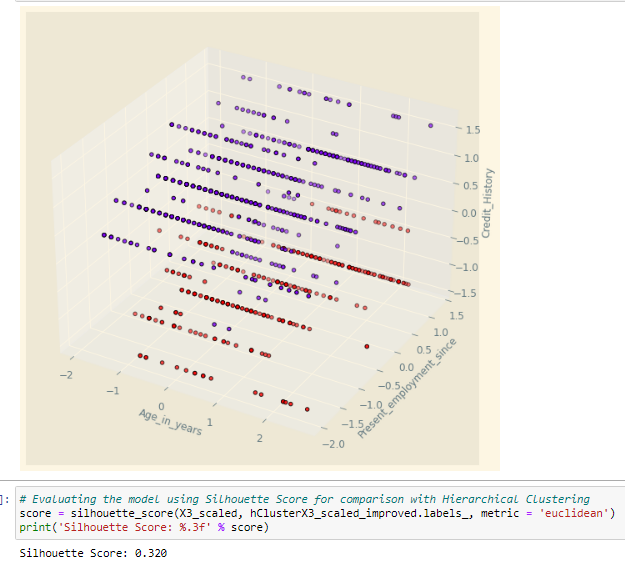 1.5
1.0
0.5
0.0
−0.5
−1.0
−1.5
Credit_History
1.5
1.0
0.5
0.0
−0.5
−1.0
−1.5
−2.0
Present_employment_since
−2
−1
0
1
2
Age_in_years
]: # Evaluating the model using Silhouette Score for comparison with Hierarchical Clustering
score = silhouette_score(X3_scaled, hClusterX3_scaled_improved.labels_, metric = 'euclidean')
print('Silhouette Score: %.3f' % score)
Silhouette Score: 0.320